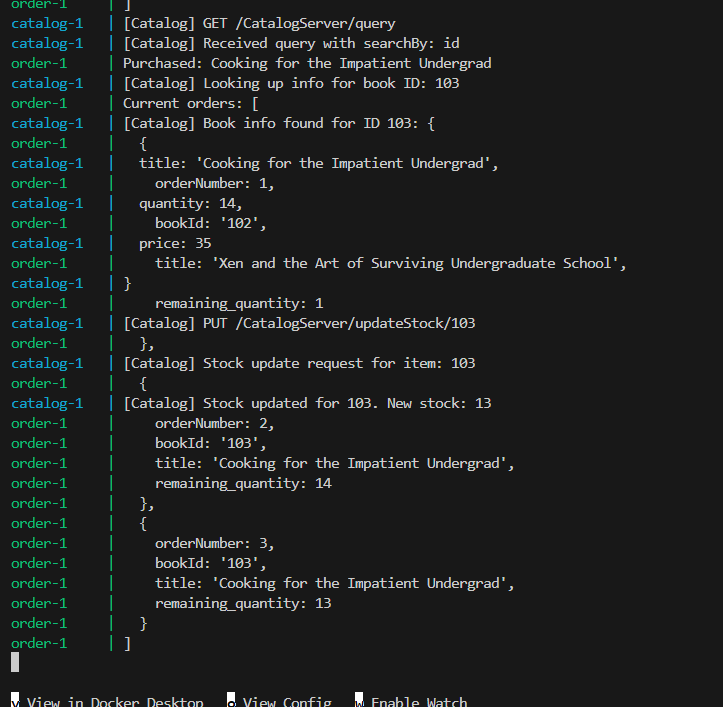 order-1    | ]
catalog-1  | [Catalog] GET /CatalogServer/query
catalog-1  | [Catalog] Received query with searchBy: id
order-1    | Purchased: Cooking for the Impatient Undergrad
catalog-1  | [Catalog] Looking up info for book ID: 103
order-1    | Current orders: [
catalog-1  | [Catalog] Book info found for ID 103: {
order-1    |   {
catalog-1  |   title: 'Cooking for the Impatient Undergrad',
order-1    |     orderNumber: 1,
catalog-1  |   quantity: 14,
order-1    |     bookId: '102',
catalog-1  |   price: 35
order-1    |     title: 'Xen and the Art of Surviving Undergraduate School',
catalog-1  | }
order-1    |     remaining_quantity: 1
catalog-1  | [Catalog] PUT /CatalogServer/updateStock/103
order-1    |   },
catalog-1  | [Catalog] Stock update request for item: 103
order-1    |   {
catalog-1  | [Catalog] Stock updated for 103. New stock: 13
order-1    |     orderNumber: 2,
order-1    |     bookId: '103',
order-1    |     title: 'Cooking for the Impatient Undergrad',
order-1    |     remaining_quantity: 14
order-1    |   },
order-1    |   {
order-1    |     orderNumber: 3,
order-1    |     bookId: '103',
order-1    |     title: 'Cooking for the Impatient Undergrad',
order-1    |     remaining_quantity: 13
order-1    |   }
order-1    | ]
v View in Docker Desktop   o View Config   w Enable Watch